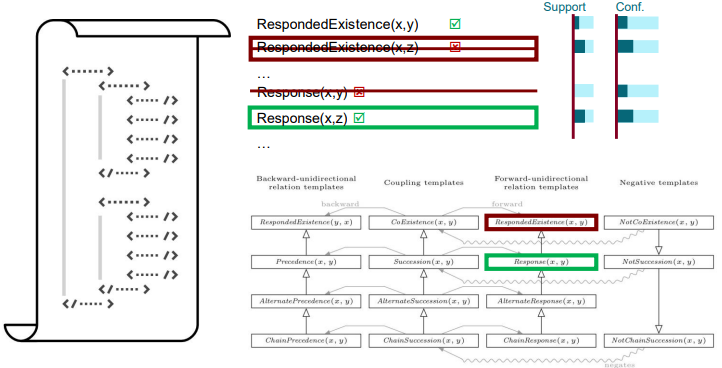 Support Conf.
RespondedExistence(x,y)
RespondedExistence(x,z)
...
Response(x,y)
Response(x,z)
...
Backward-unidirectional relation templates
Coupling templates
Forward-unidirectional relation templates
Negative templates
backward
forward
RespondedExistence(y, x)
CoExistence(x, y)
RespondedExistence(x, y)
NotCoExistence(x, y)
Precedence(x, y)
Succession(x, y)
Response(x, y)
NotSuccession(x, y)
AlternatePrecedence(x, y)
AlternateSuccession(x, y)
AlternateResponse(x, y)
ChainPrecedence(x, y)
ChainSuccession(x, y)
ChainResponse(x, y)
NotChainSuccession(x, y)
negates